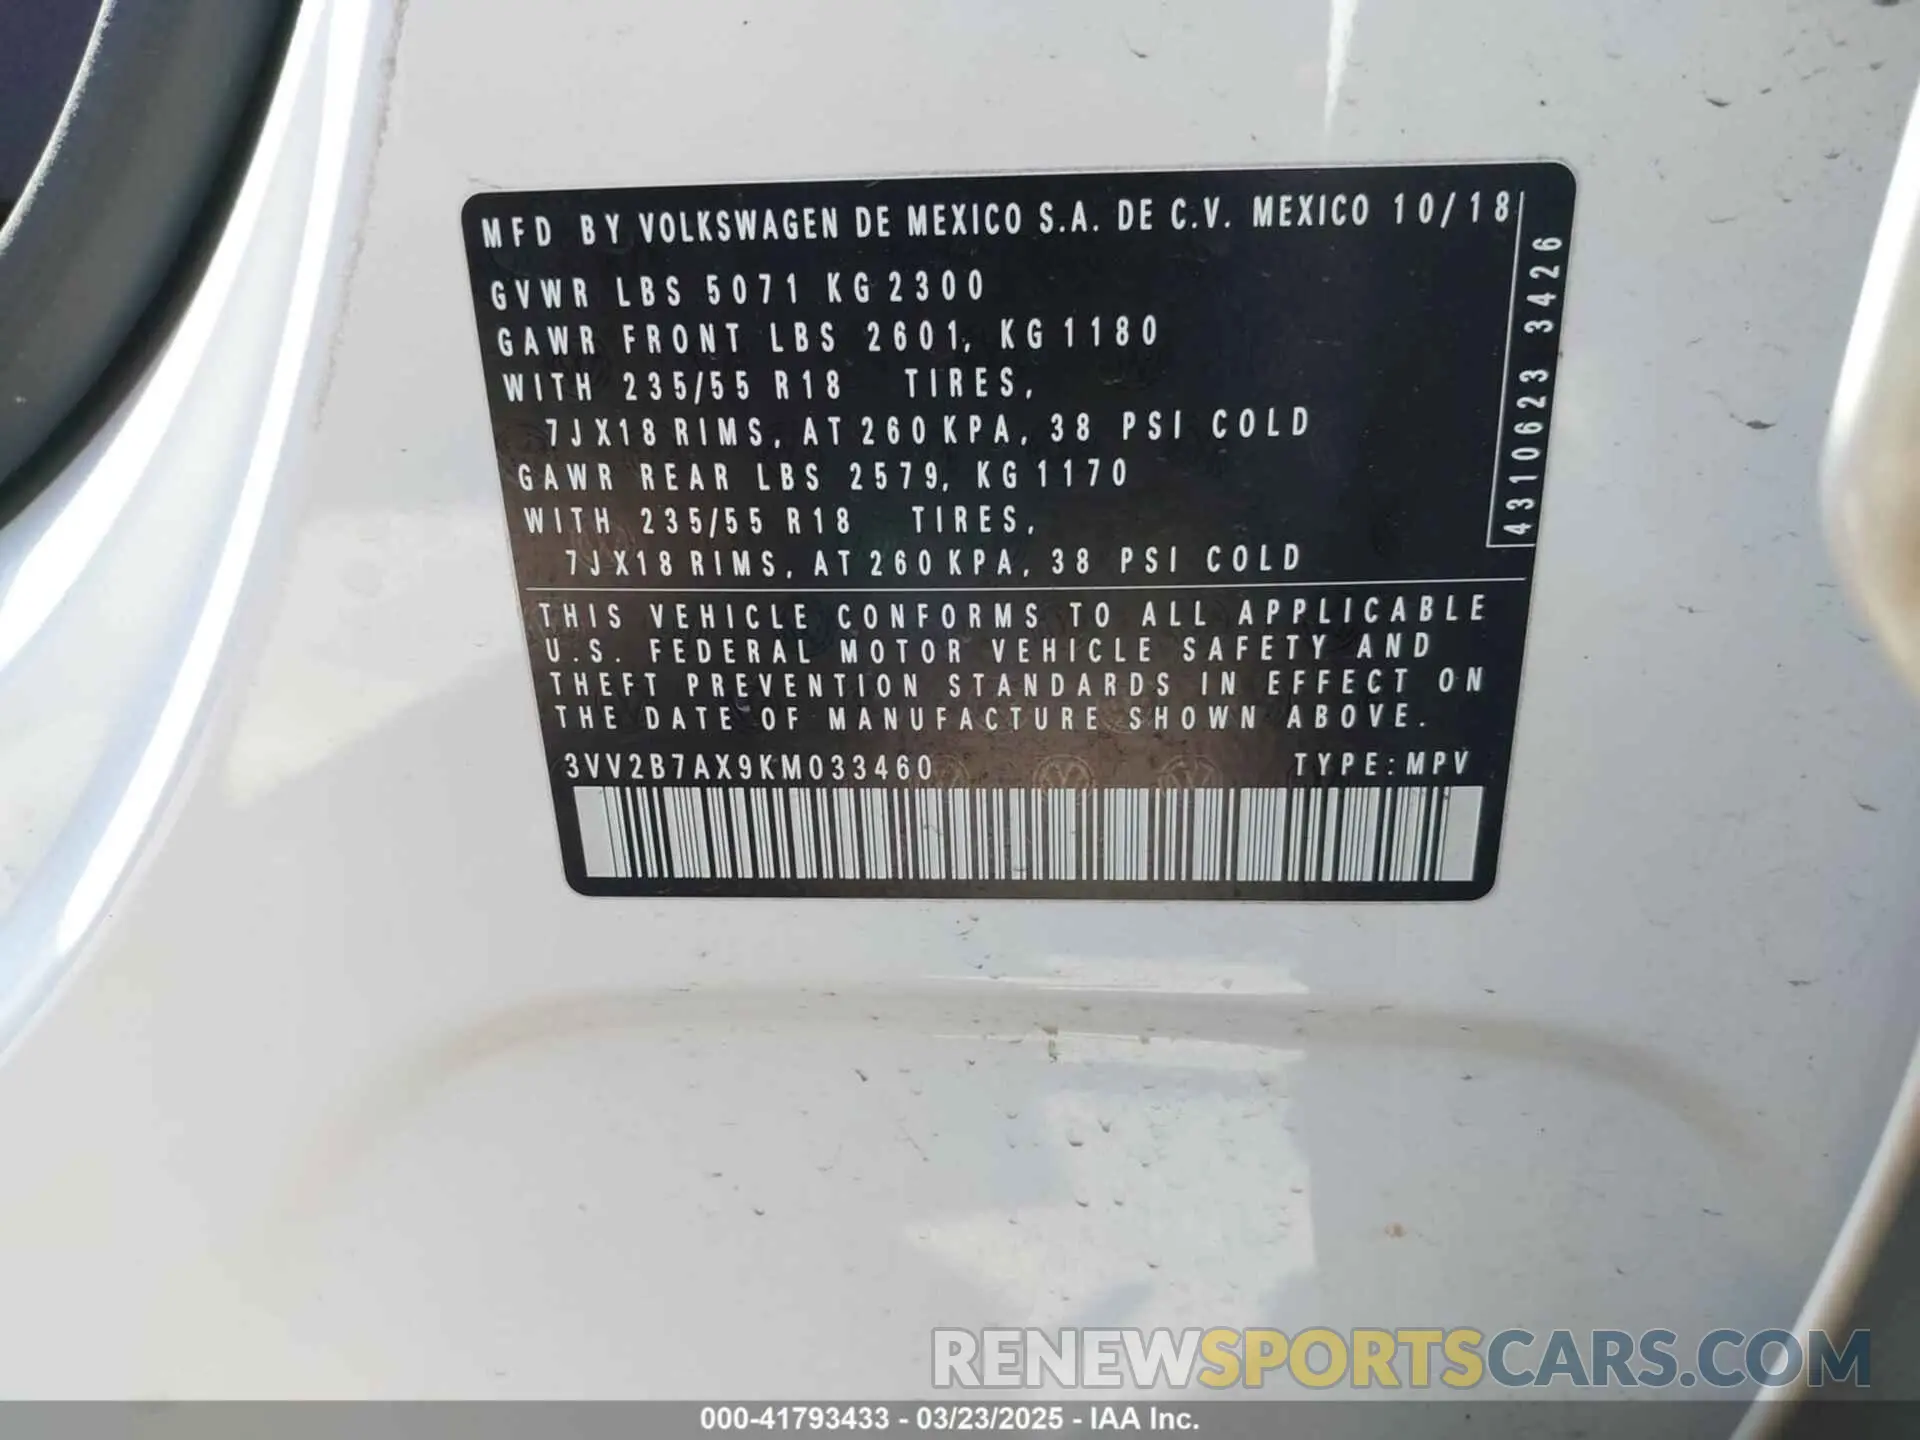 MFD BY VOLKSWAGEN DE MEXICO S.A. DE C.V. MEXICO 10/18
GVWR LBS 5071 KG 2300
GAWR FRONT LBS 2601, KG 1180
WITH 235/55 R18 TIRES,
7JX18 RIMS, AT 260 KPA, 38 PSI COLD
GAWR REAR LBS 2579, KG 1170
WITH 235/55 R18 TIRES,
7JX18 RIMS, AT 260 KPA, 38 PSI COLD
4310623 3426
THIS VEHICLE CONFORMS TO ALL APPLICABLE
U.S. FEDERAL MOTOR VEHICLE SAFETY AND
THEFT PREVENTION STANDARDS IN EFFECT ON
THE DATE OF MANUFACTURE SHOWN ABOVE.
3VV2B7AX9KM033460 TYPE:MPV
RENEWSPORTSCARS.COM
000-41793433 - 03/23/2025 - IAA Inc.